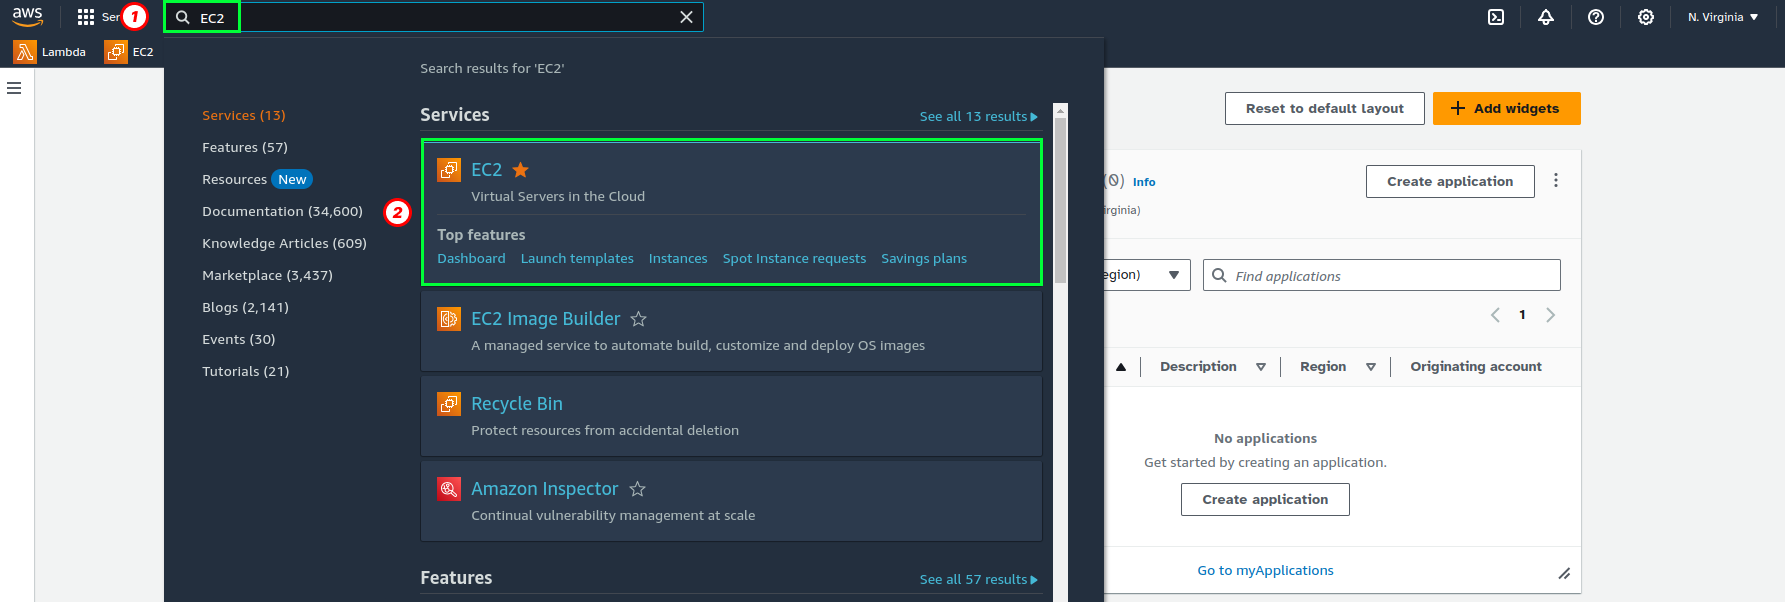 aws
Ser
1
EC2
N. Virginia
Lambda
EC2
Search results for 'EC2'
Services (13)
Features (57)
Resources New
Documentation (34,600)
Knowledge Articles (609)
Marketplace (3,437)
Blogs (2,141)
Events (30)
Tutorials (21)
2
Services
See all 13 results
EC2
Virtual Servers in the Cloud
Top features
Dashboard Launch templates Instances Spot Instance requests Savings plans
EC2 Image Builder
A managed service to automate build, customize and deploy OS images
Recycle Bin
Protect resources from accidental deletion
Amazon Inspector
Continual vulnerability management at scale
Features
See all 57 results
Reset to default layout
Add widgets
(0) Info
Create application
irginia)
egion)
Find applications
1
Description Region Originating account
No applications
Get started by creating an application.
Create application
Go to myApplications